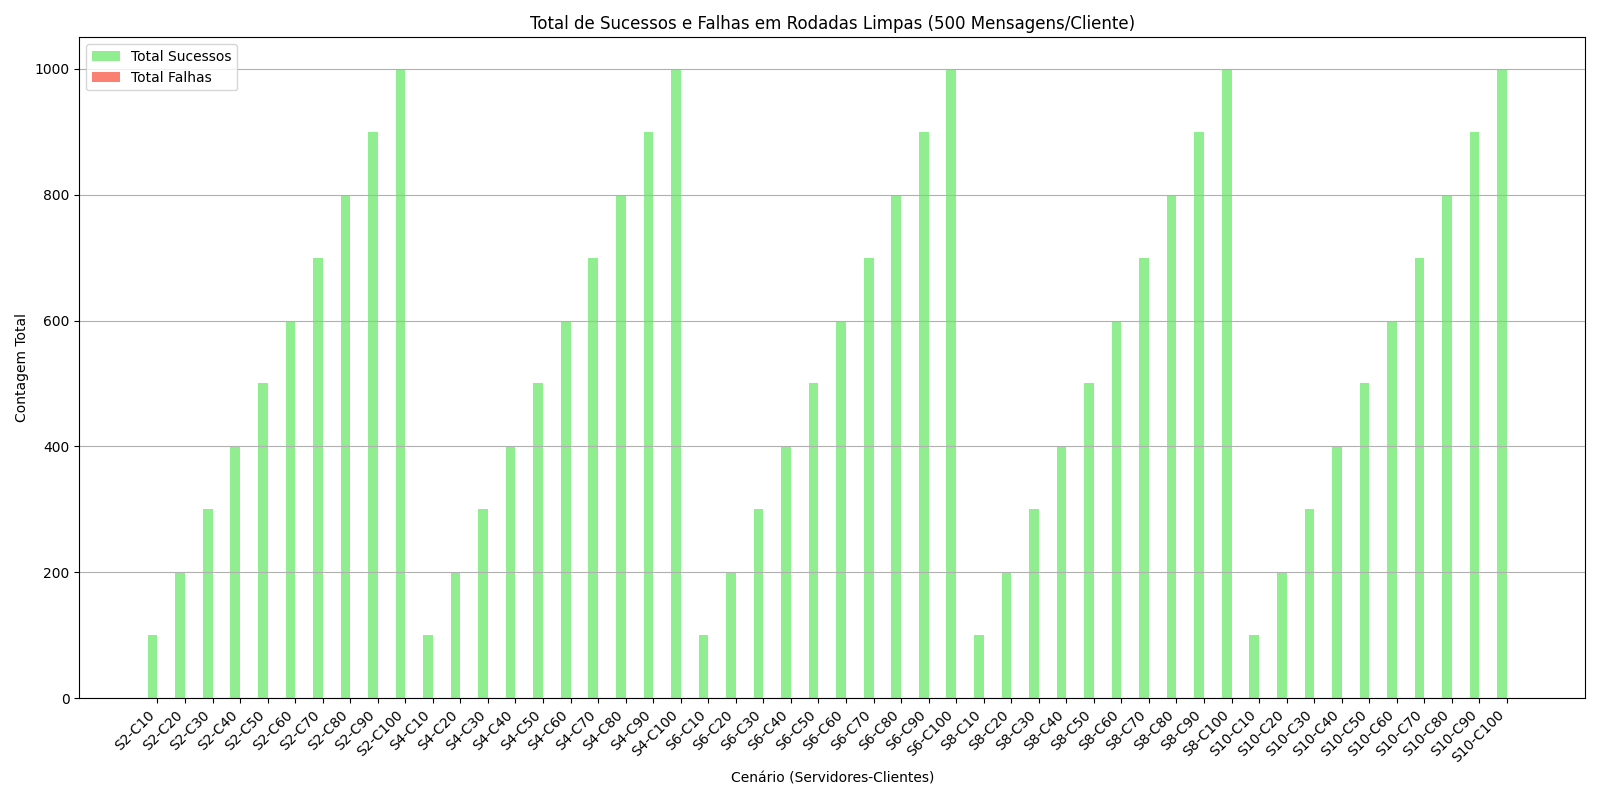 Total de Sucessos e Falhas em Rodadas Limpas (500 Mensagens/Cliente)
Total Sucessos
Total Falhas
1000
800
600
400
200
0
Contagem Total
S2-C10
S2-C20
S2-C30
S2-C40
S2-C50
S2-C60
S2-C70
S2-C80
S2-C90
S2-C100
S4-C10
S4-C20
S4-C30
S4-C40
S4-C50
S4-C60
S4-C70
S4-C80
S4-C90
S4-C100
S6-C10
S6-C20
S6-C30
S6-C40
S6-C50
S6-C60
S6-C70
S6-C80
S6-C90
S6-C100
S8-C10
S8-C20
S8-C30
S8-C40
S8-C50
S8-C60
S8-C70
S8-C80
S8-C90
S8-C100
S10-C10
S10-C20
S10-C30
S10-C40
S10-C50
S10-C60
S10-C70
S10-C80
S10-C90
S10-C100
Cenário (Servidores-Clientes)